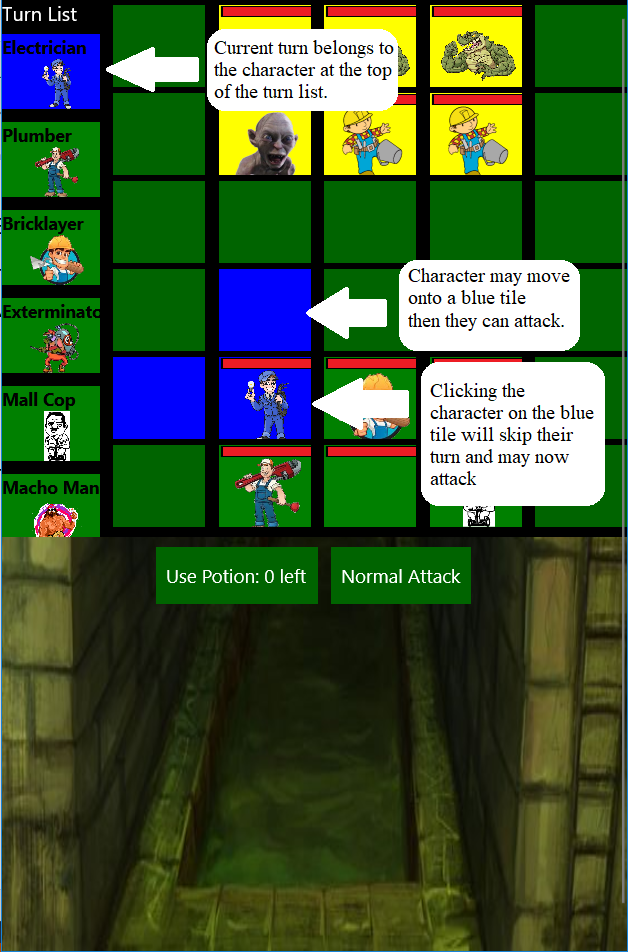 Turn List
Electrician
Current turn belongs to
the character at the top
of the turn list.
Plumber
Bricklayer
Exterminato
Mall Cop
Macho Man
Character may move
onto a blue tile
then they can attack.
Clicking the
character on the blue
tile will skip their
turn and may now
attack
Use Potion: 0 left
Normal Attack